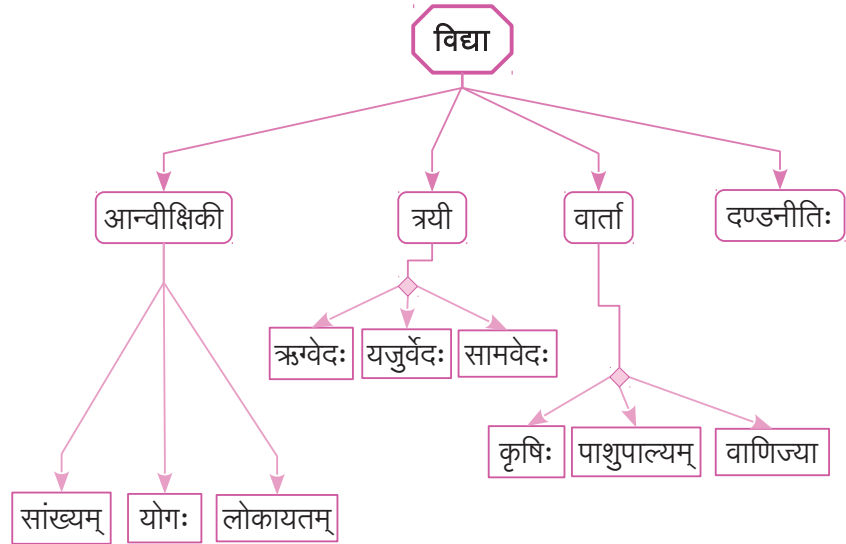 विद्या
आन्वीक्षिकी
त्रयी
वार्ता
दण्डनीतिः
ऋग्वेदः
यजुर्वेदः
सामवेदः
कृषिः
पाशुपाल्यम्
वाणिज्या
सांख्यम्
योगः
लोकायतम्